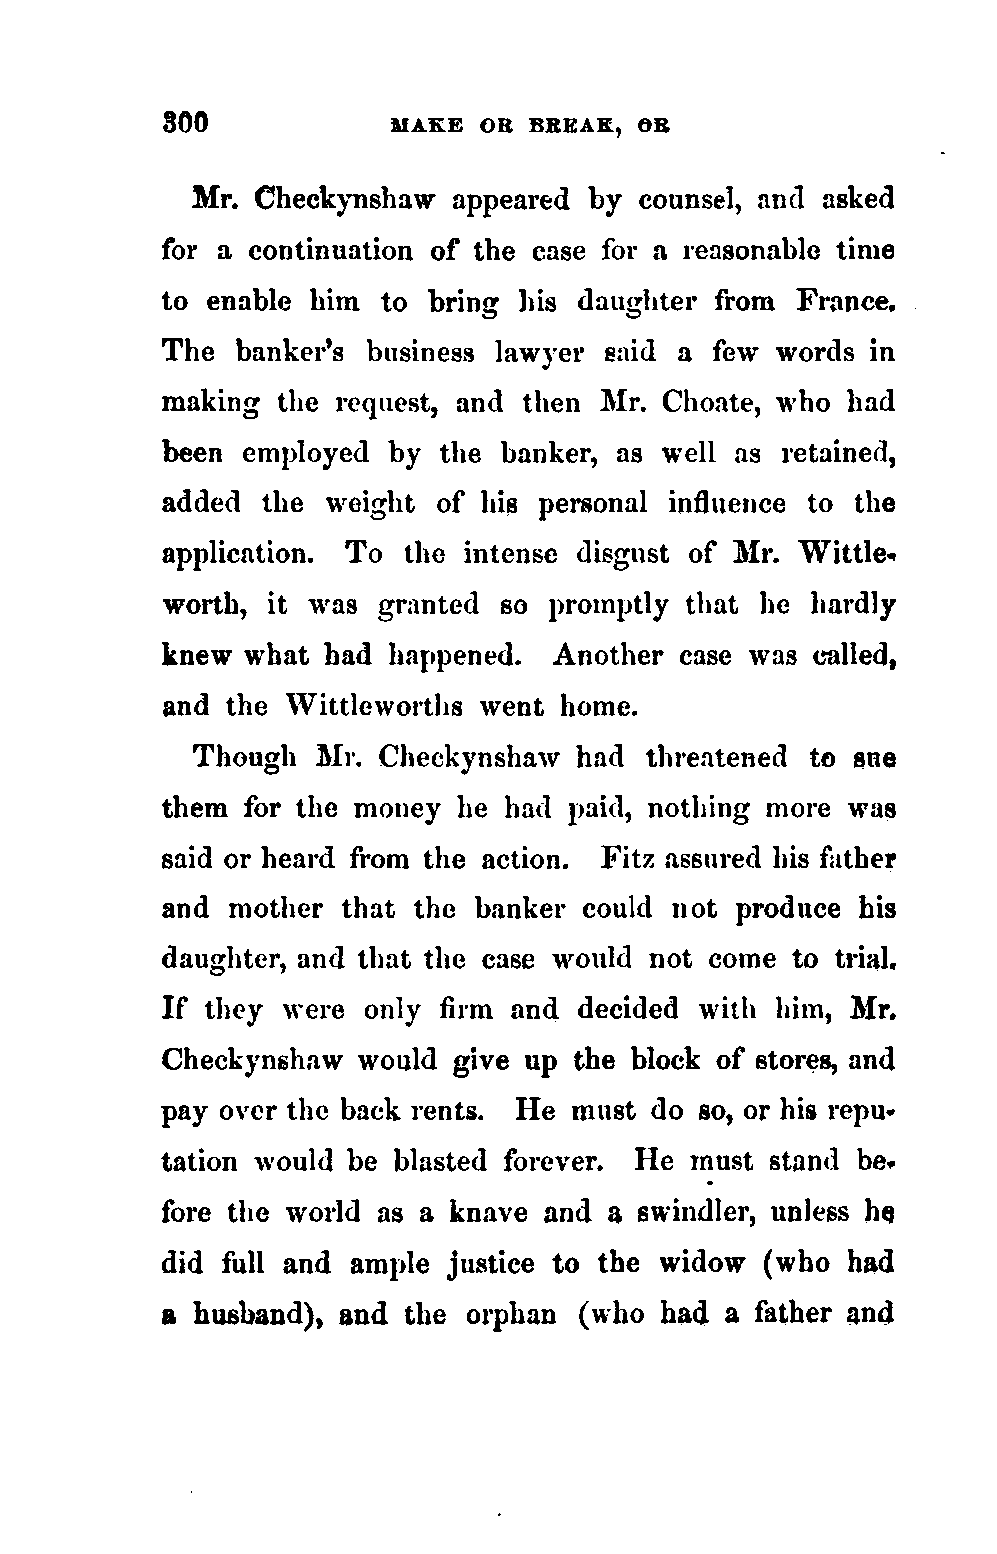 300 MAKE OR BREAK, OR
Mr. Checkynshaw appeared by counsel, and asked
for a continuation of the case for a reasonable time
to enable him to bring his daughter from France.
The banker's business lawyer said a few words in
making the request, and then Mr. Choate, who had
been employed by the banker, as well as retained,
added the weight of his personal influence to the
application. To the intense disgust of Mr. Wittle-
worth, it was granted so promptly that he hardly
knew what had happened. Another case was called,
and the Wittleworths went home.
Though Mr. Checkynshaw had threatened to sue
them for the money he had paid, nothing more was
said or heard from the action. Fitz assured his father
and mother that the banker could not produce his
daughter, and that the case would not come to trial.
If they were only firm and decided with him, Mr.
Checkynshaw would give up the block of stores, and
pay over the back rents. He must do so, or his repu-
tation would be blasted forever. He must stand be-
fore the world as a knave and a swindler, unless he
did full and ample justice to the widow (who had
a husband), and the orphan (who had a father and